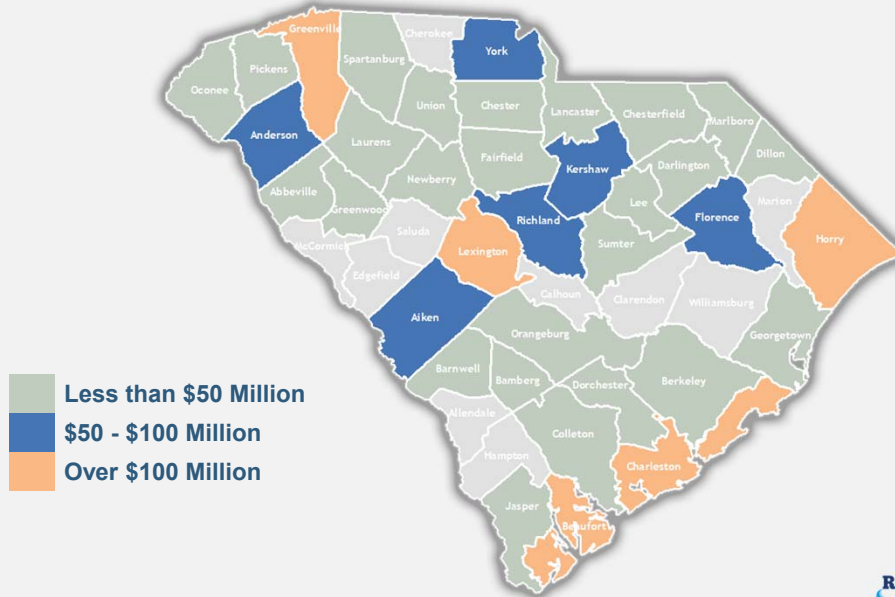 Greenville
Cherokee
York
Spartanburg
Pickens
Oconee
Union
Chester
Lancaster
Chesterfield
Marlboro
Anderson
Laurens
Fairfield
Kershaw
Darlington
Dillon
Newberry
Abbeville
Greenwood
Lee
Marion
Richland
Florence
Saluda
Sumter
Horry
McCormick
Lexington
Edgefield
Calhoun
Clarendon
Williamsburg
Aiken
Orangeburg
Georgetown
Barnwell
Bamberg
Dorchester
Berkeley
Allendale
Colleton
Hampton
Charleston
Jasper
Beaufort
Less than $50 Million
$50 - $100 Million
Over $100 Million
R